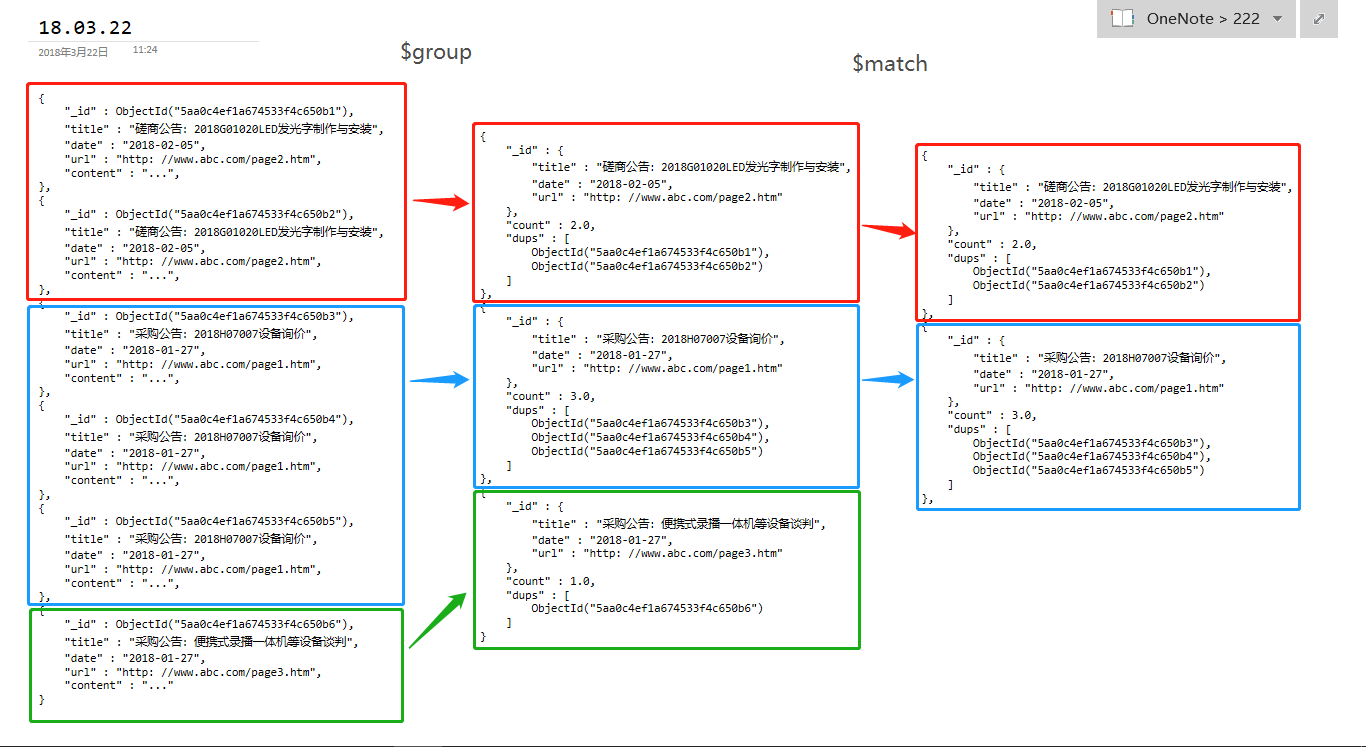 18.03.22
2018年3月22日 11:24
OneNote > 222
$group
$match
{
"_id" : ObjectId("5aa0c4ef1a674533f4c650b1"),
"title" : "磋商公告: 2018G01020LED发光字制作与安装",
"date" : "2018-02-05",
"url" : "http: //www.abc.com/page2.htm",
"content" : "...",
},
{
"_id" : ObjectId("5aa0c4ef1a674533f4c650b2"),
"title" : "磋商公告: 2018G01020LED发光字制作与安装",
"date" : "2018-02-05",
"url" : "http: //www.abc.com/page2.htm",
"content" : "...",
},
{
"_id" : ObjectId("5aa0c4ef1a674533f4c650b3"),
"title" : "采购公告: 2018H07007设备询价",
"date" : "2018-01-27",
"url" : "http: //www.abc.com/page1.htm",
"content" : "...",
},
{
"_id" : ObjectId("5aa0c4ef1a674533f4c650b4"),
"title" : "采购公告: 2018H07007设备询价",
"date" : "2018-01-27",
"url" : "http: //www.abc.com/page1.htm",
"content" : "...",
},
{
"_id" : ObjectId("5aa0c4ef1a674533f4c650b5"),
"title" : "采购公告: 2018H07007设备询价",
"date" : "2018-01-27",
"url" : "http: //www.abc.com/page1.htm",
"content" : "...",
},
{
"_id" : ObjectId("5aa0c4ef1a674533f4c650b6"),
"title" : "采购公告: 便携式录播一体机等设备谈判",
"date" : "2018-01-27",
"url" : "http: //www.abc.com/page3.htm",
"content" : "..."
}
{
"_id" : {
"title" : "磋商公告: 2018G01020LED发光字制作与安装",
"date" : "2018-02-05",
"url" : "http: //www.abc.com/page2.htm"
},
"count" : 2.0,
"dups" : [
ObjectId("5aa0c4ef1a674533f4c650b1"),
ObjectId("5aa0c4ef1a674533f4c650b2")
]
},
{
"_id" : {
"title" : "采购公告: 2018H07007设备询价",
"date" : "2018-01-27",
"url" : "http: //www.abc.com/page1.htm"
},
"count" : 3.0,
"dups" : [
ObjectId("5aa0c4ef1a674533f4c650b3"),
ObjectId("5aa0c4ef1a674533f4c650b4"),
ObjectId("5aa0c4ef1a674533f4c650b5")
]
},
{
"_id" : {
"title" : "采购公告: 便携式录播一体机等设备谈判",
"date" : "2018-01-27",
"url" : "http: //www.abc.com/page3.htm"
},
"count" : 1.0,
"dups" : [
ObjectId("5aa0c4ef1a674533f4c650b6")
]
}
{
"_id" : {
"title" : "磋商公告: 2018G01020LED发光字制作与安装",
"date" : "2018-02-05",
"url" : "http: //www.abc.com/page2.htm"
},
"count" : 2.0,
"dups" : [
ObjectId("5aa0c4ef1a674533f4c650b1"),
ObjectId("5aa0c4ef1a674533f4c650b2")
]
},
{
"_id" : {
"title" : "采购公告: 2018H07007设备询价",
"date" : "2018-01-27",
"url" : "http: //www.abc.com/page1.htm"
},
"count" : 3.0,
"dups" : [
ObjectId("5aa0c4ef1a674533f4c650b3"),
ObjectId("5aa0c4ef1a674533f4c650b4"),
ObjectId("5aa0c4ef1a674533f4c650b5")
]
},